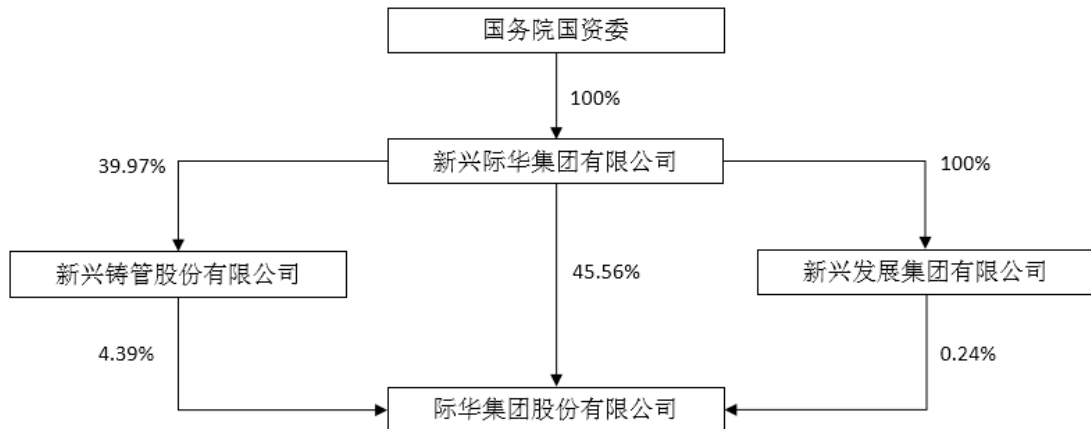 国务院国资委
100%
新兴际华集团有限公司
39.97%
100%
新兴铸管股份有限公司
45.56%
新兴发展集团有限公司
4.39%
0.24%
际华集团股份有限公司